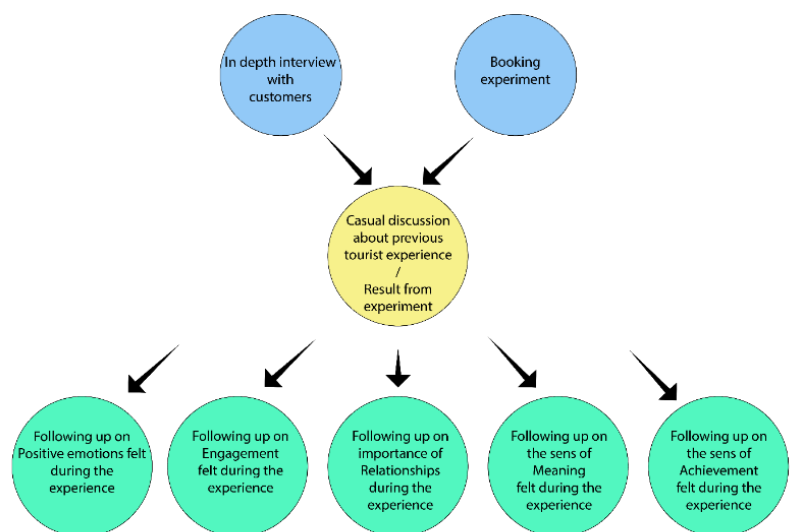 In depth interview
with
customers
Booking
experiment
Casual discussion
about previous
tourist experience
/
Result from
experiment
Following up on
Positive emotions felt
during the
experience
Following up on
Engagement
felt during the
experience
Following up on
importance of
Relationships
during the
experience
Following up on
the sens of
Meaning
felt during the
experience
Following up on
the sens of
Achievement
felt during the
experience